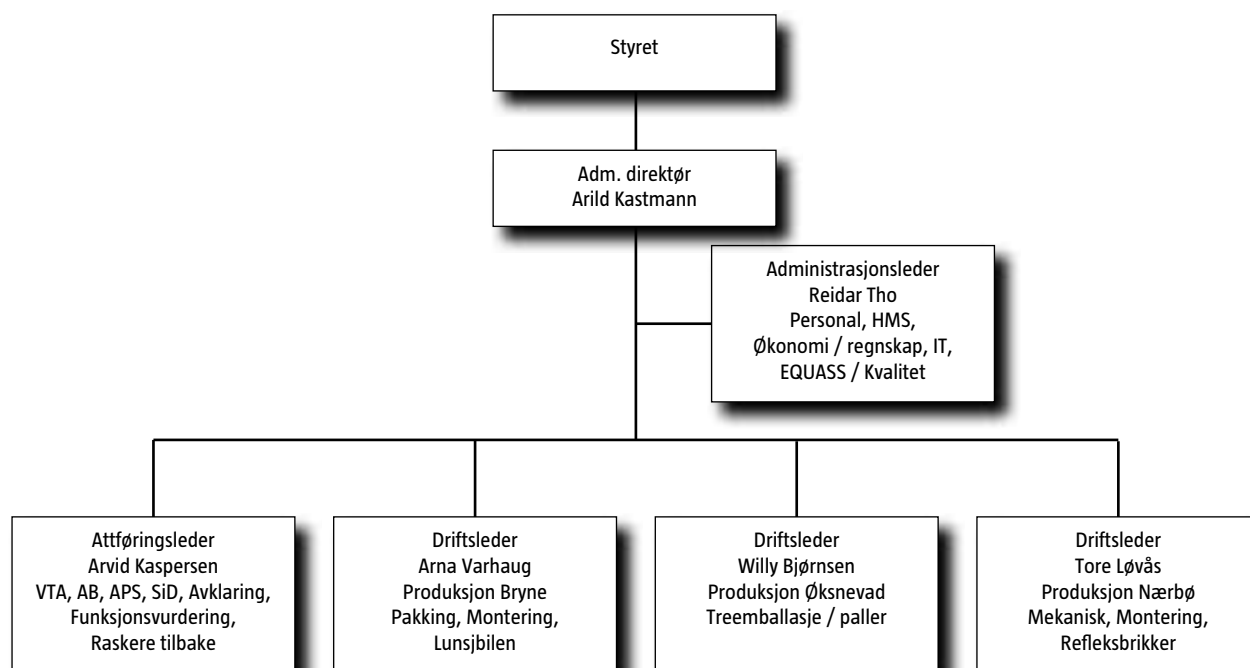 Styret
Adm. direktør
Arild Kastmann
Administrasjonsleder
Reidar Tho
Personal, HMS,
Økonomi / regnskap, IT,
EQUASS / Kvalitet
Attføringsleder
Arvid Kaspersen
VTA, AB, APS, SiD, Avklaring,
Funksjonsvurdering,
Raskere tilbake
Driftsleder
Arna Varhaug
Produksjon Bryne
Pakking, Montering,
Lunsjbilen
Driftsleder
Willy Bjørnsen
Produksjon Øksnevad
Treemballasje / paller
Driftsleder
Tore Løvås
Produksjon Nærbø
Mekanisk, Montering,
Refleksbrikker